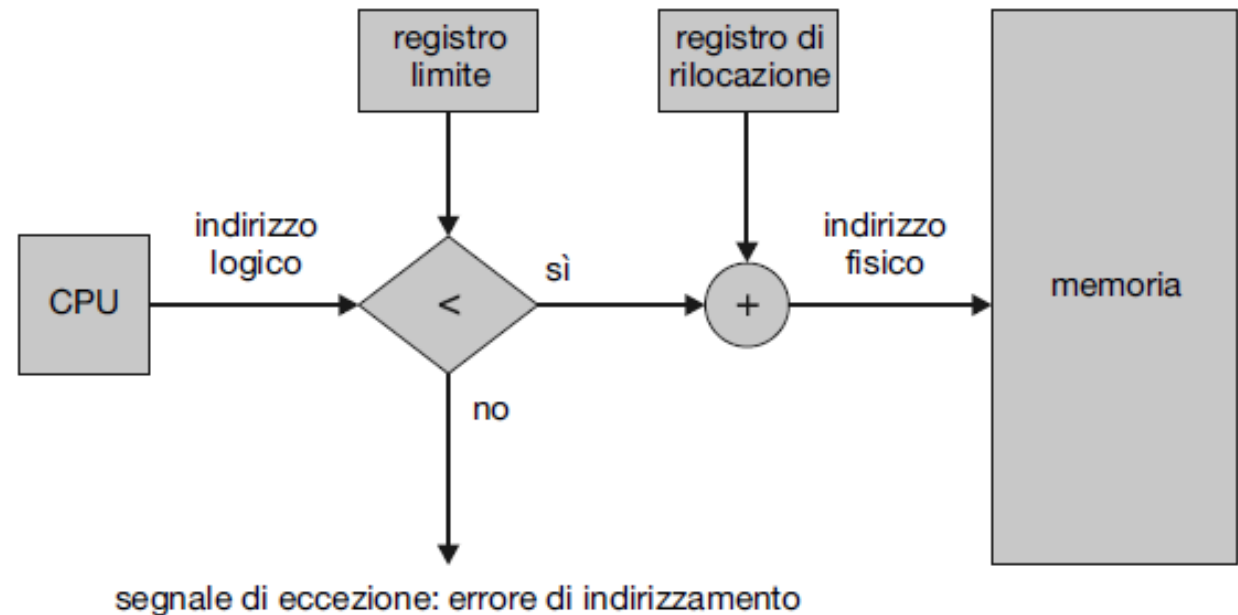 registro
limite
registro di
rilocazione
indirizzo
logico
indirizzo
fisico
CPU
<
sì
+
memoria
no
segnale di eccezione: errore di indirizzamento